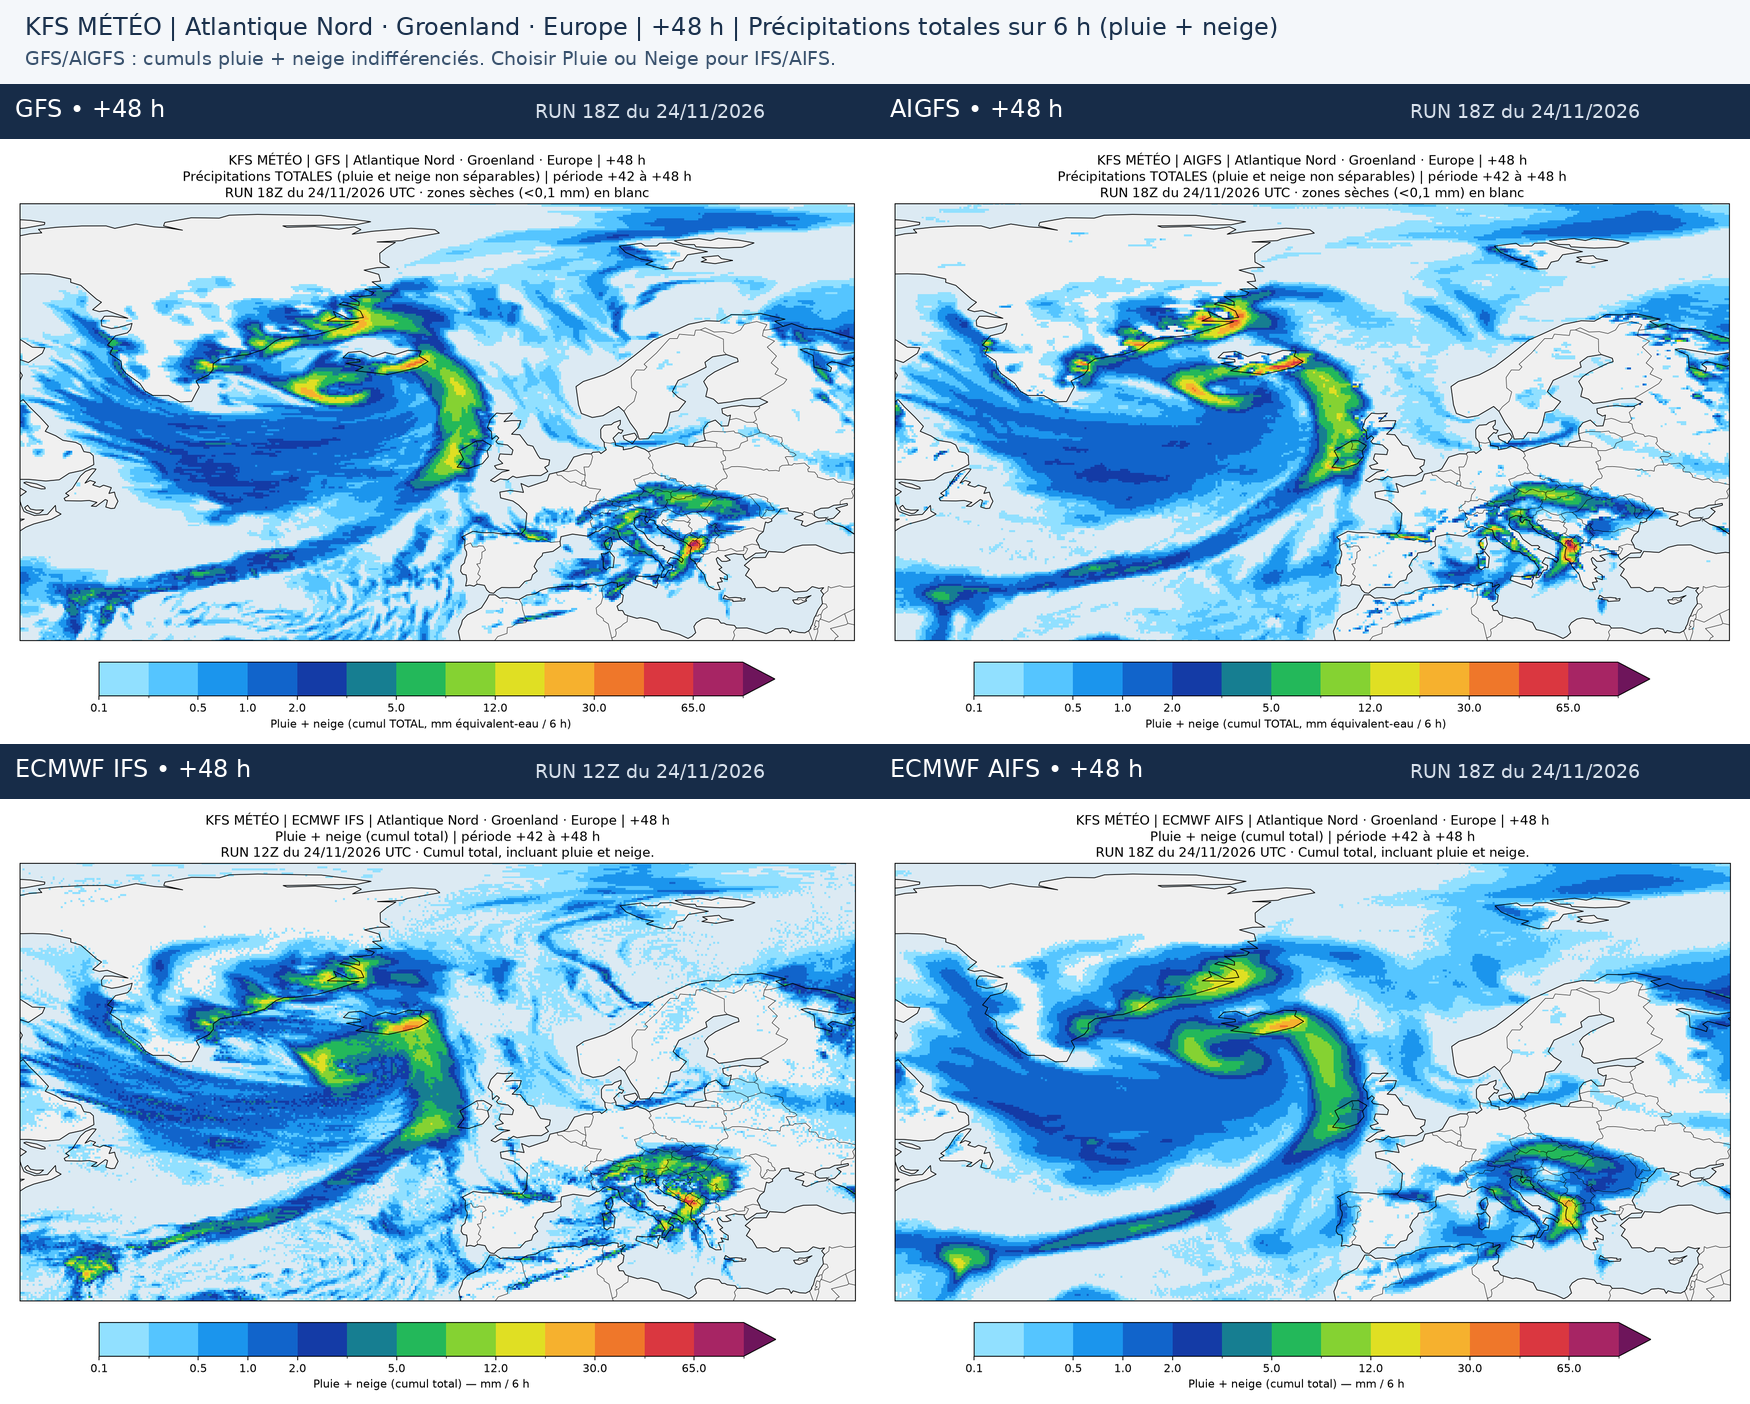 KFS MÉTÉO | Atlantique Nord · Groenland · Europe | +48 h | Précipitations totales sur 6 h (pluie + neige)
GFS/AIGFS : cumuls pluie + neige indifférenciés. Choisir Pluie ou Neige pour IFS/AIFS.
GFS • +48 h
RUN 18Z du 24/11/2026
KFS MÉTÉO | GFS | Atlantique Nord · Groenland · Europe | +48 h
Précipitations TOTALES (pluie et neige non séparables) | période +42 à +48 h
RUN 18Z du 24/11/2026 UTC · zones sèches (<0,1 mm) en blanc
0.1 0.5 1.0 2.0 5.0 12.0 30.0 65.0
Pluie + neige (cumul TOTAL, mm équivalent-eau / 6 h)
AIGFS • +48 h
RUN 18Z du 24/11/2026
KFS MÉTÉO | AIGFS | Atlantique Nord · Groenland · Europe | +48 h
Précipitations TOTALES (pluie et neige non séparables) | période +42 à +48 h
RUN 18Z du 24/11/2026 UTC · zones sèches (<0,1 mm) en blanc
0.1 0.5 1.0 2.0 5.0 12.0 30.0 65.0
Pluie + neige (cumul TOTAL, mm équivalent-eau / 6 h)
ECMWF IFS • +48 h
RUN 12Z du 24/11/2026
KFS MÉTÉO | ECMWF IFS | Atlantique Nord · Groenland · Europe | +48 h
Pluie + neige (cumul total) | période +42 à +48 h
RUN 12Z du 24/11/2026 UTC · Cumul total, incluant pluie et neige.
0.1 0.5 1.0 2.0 5.0 12.0 30.0 65.0
Pluie + neige (cumul total) — mm / 6 h
ECMWF AIFS • +48 h
RUN 18Z du 24/11/2026
KFS MÉTÉO | ECMWF AIFS | Atlantique Nord · Groenland · Europe | +48 h
Pluie + neige (cumul total) | période +42 à +48 h
RUN 18Z du 24/11/2026 UTC · Cumul total, incluant pluie et neige.
0.1 0.5 1.0 2.0 5.0 12.0 30.0 65.0
Pluie + neige (cumul total) — mm / 6 h